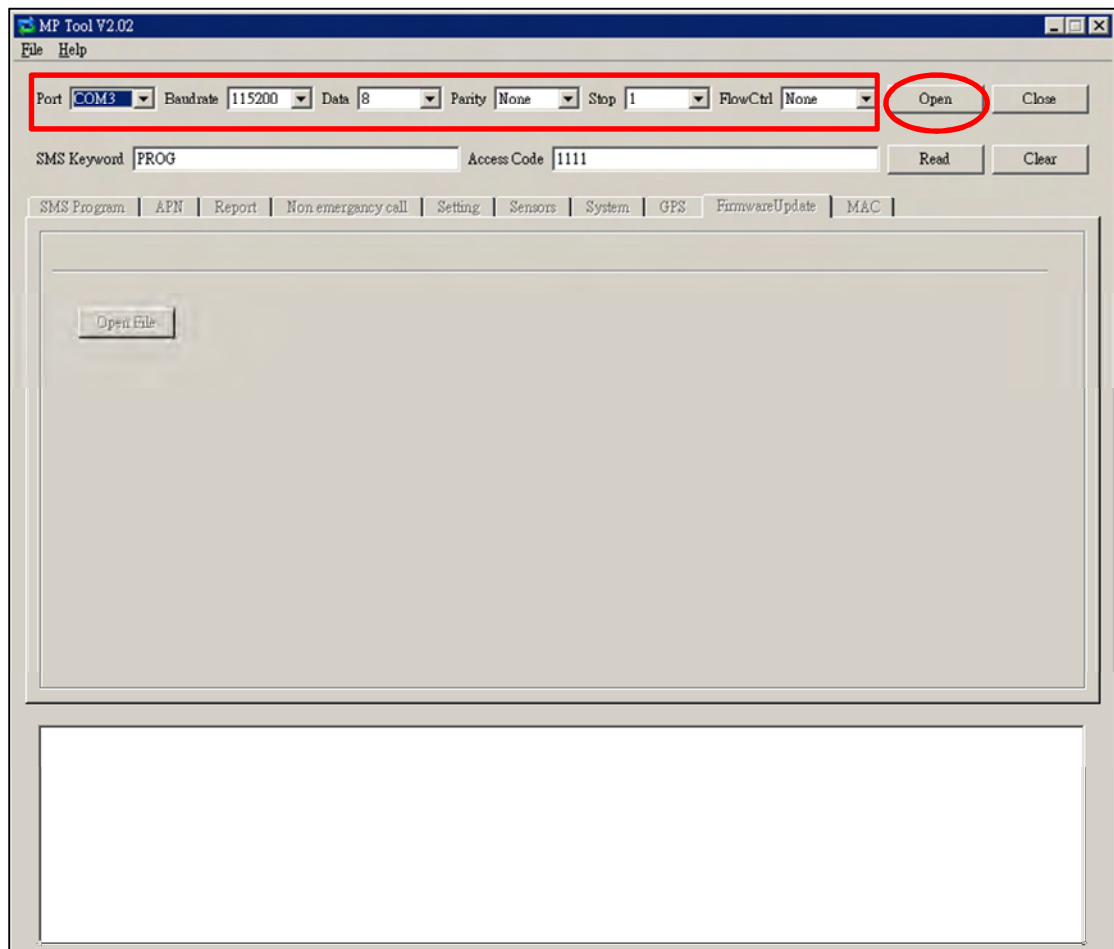 MP Tool V2.02
File Help
Port COM3 Baudrate 115200 Data 8 Parity None Stop 1 FlowCtrl None Open Close
SMS Keyword PROG Access Code 1111 Read Clear
SMS Program APN Report Non emergancy call Setting Sensors System GPS FirmwareUpdate MAC
Open File